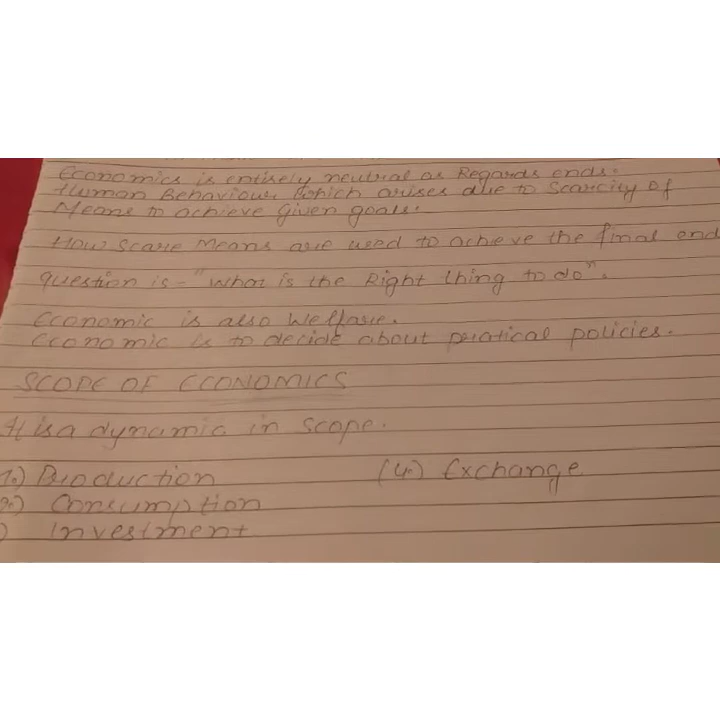 Economics is entirely neutral as Regards ends.
Human Behaviour which arises due to Scarcity of
Means to achieve given goals.
How scare Means are used to achieve the final end
question is - "what is the Right thing to do".
Economic is also Welfare.
Economic is to decide about pratical policies.
SCOPE OF ECONOMICS
It is a dynamic in scope.
1.) Production (4.) Exchange
2.) Consumption
) Investment